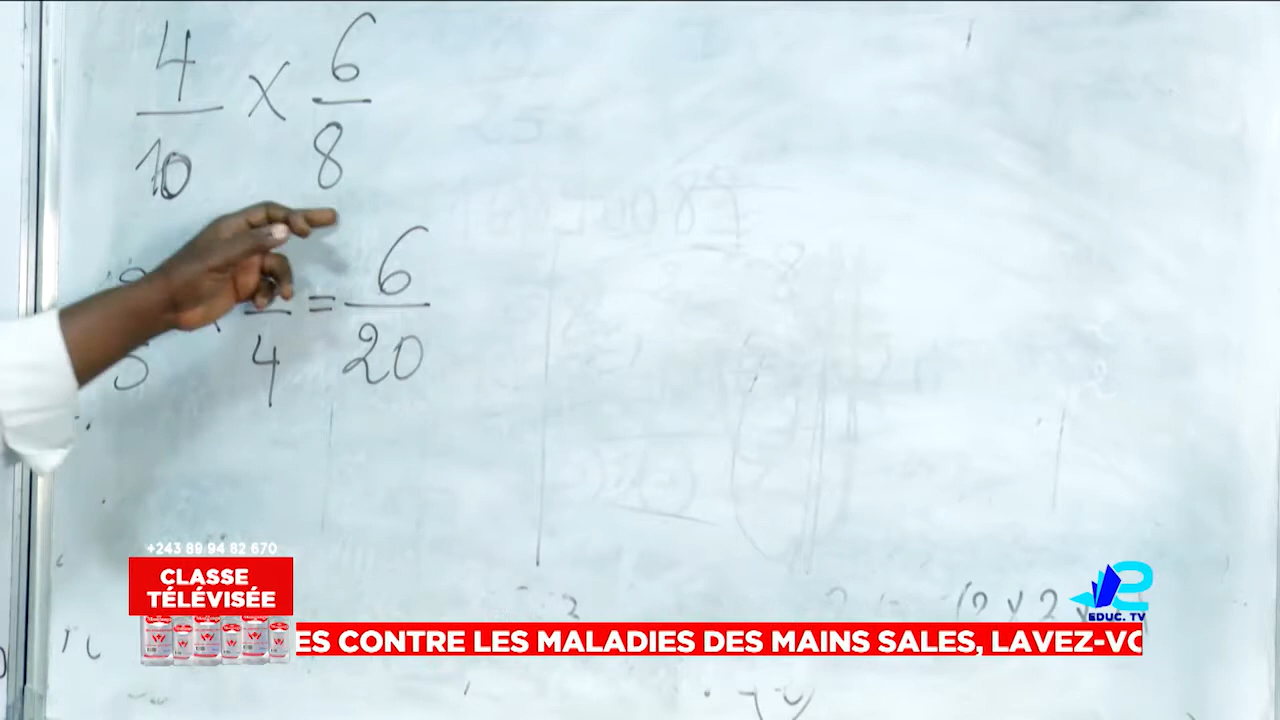 4/10 × 6/8
/4 = 6/20
+243 89 94 82 670
CLASSE
TÉLÉVISÉE
EDUC. TV
ES CONTRE LES MALADIES DES MAINS SALES, LAVEZ-VO